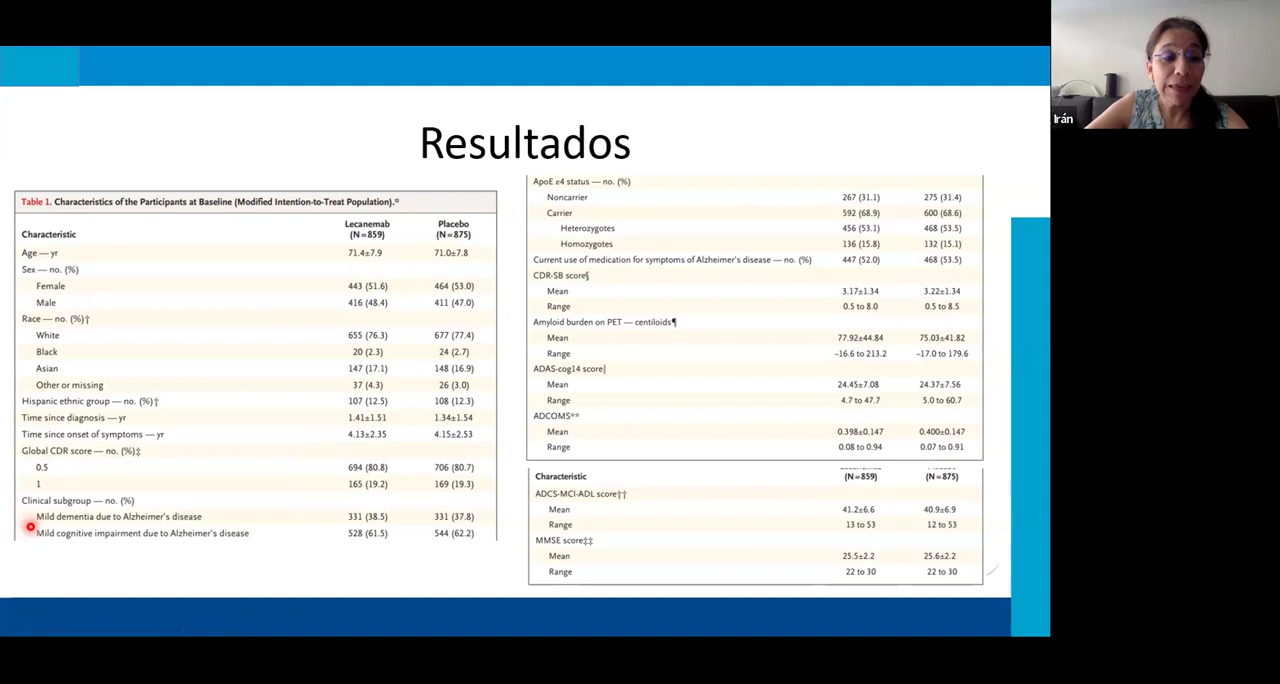 Resultados
Table 1. Characteristics of the Participants at Baseline (Modified Intention-to-Treat Population).*
Characteristic Lecanemab (N=859) Placebo (N=875)
Age — yr 71.4±7.9 71.0±7.8
Sex — no. (%)
Female 443 (51.6) 464 (53.0)
Male 416 (48.4) 411 (47.0)
Race — no. (%)†
White 655 (76.3) 677 (77.4)
Black 20 (2.3) 24 (2.7)
Asian 147 (17.1) 148 (16.9)
Other or missing 37 (4.3) 26 (3.0)
Hispanic ethnic group — no. (%)† 107 (12.5) 108 (12.3)
Time since diagnosis — yr 1.41±1.51 1.34±1.54
Time since onset of symptoms — yr 4.13±2.35 4.15±2.53
Global CDR score — no. (%)‡
0.5 694 (80.8) 706 (80.7)
1 165 (19.2) 169 (19.3)
Clinical subgroup — no. (%)
Mild dementia due to Alzheimer's disease 331 (38.5) 331 (37.8)
Mild cognitive impairment due to Alzheimer's disease 528 (61.5) 544 (62.2)
ApoE ε4 status — no. (%)
Noncarrier 267 (31.1) 275 (31.4)
Carrier 592 (68.9) 600 (68.6)
Heterozygotes 456 (53.1) 468 (53.5)
Homozygotes 136 (15.8) 132 (15.1)
Current use of medication for symptoms of Alzheimer's disease — no. (%) 447 (52.0) 468 (53.5)
CDR-SB score§
Mean 3.17±1.34 3.22±1.34
Range 0.5 to 8.0 0.5 to 8.5
Amyloid burden on PET — centiloids¶
Mean 77.92±44.84 75.03±41.82
Range −16.6 to 213.2 −17.0 to 179.6
ADAS-cog14 score‖
Mean 24.45±7.08 24.37±7.56
Range 4.7 to 47.7 5.0 to 60.7
ADCOMS**
Mean 0.398±0.147 0.400±0.147
Range 0.08 to 0.94 0.07 to 0.91
Characteristic (N=859) (N=875)
ADCS-MCI-ADL score††
Mean 41.2±6.6 40.9±6.9
Range 13 to 53 12 to 53
MMSE score‡‡
Mean 25.5±2.2 25.6±2.2
Range 22 to 30 22 to 30
Irán